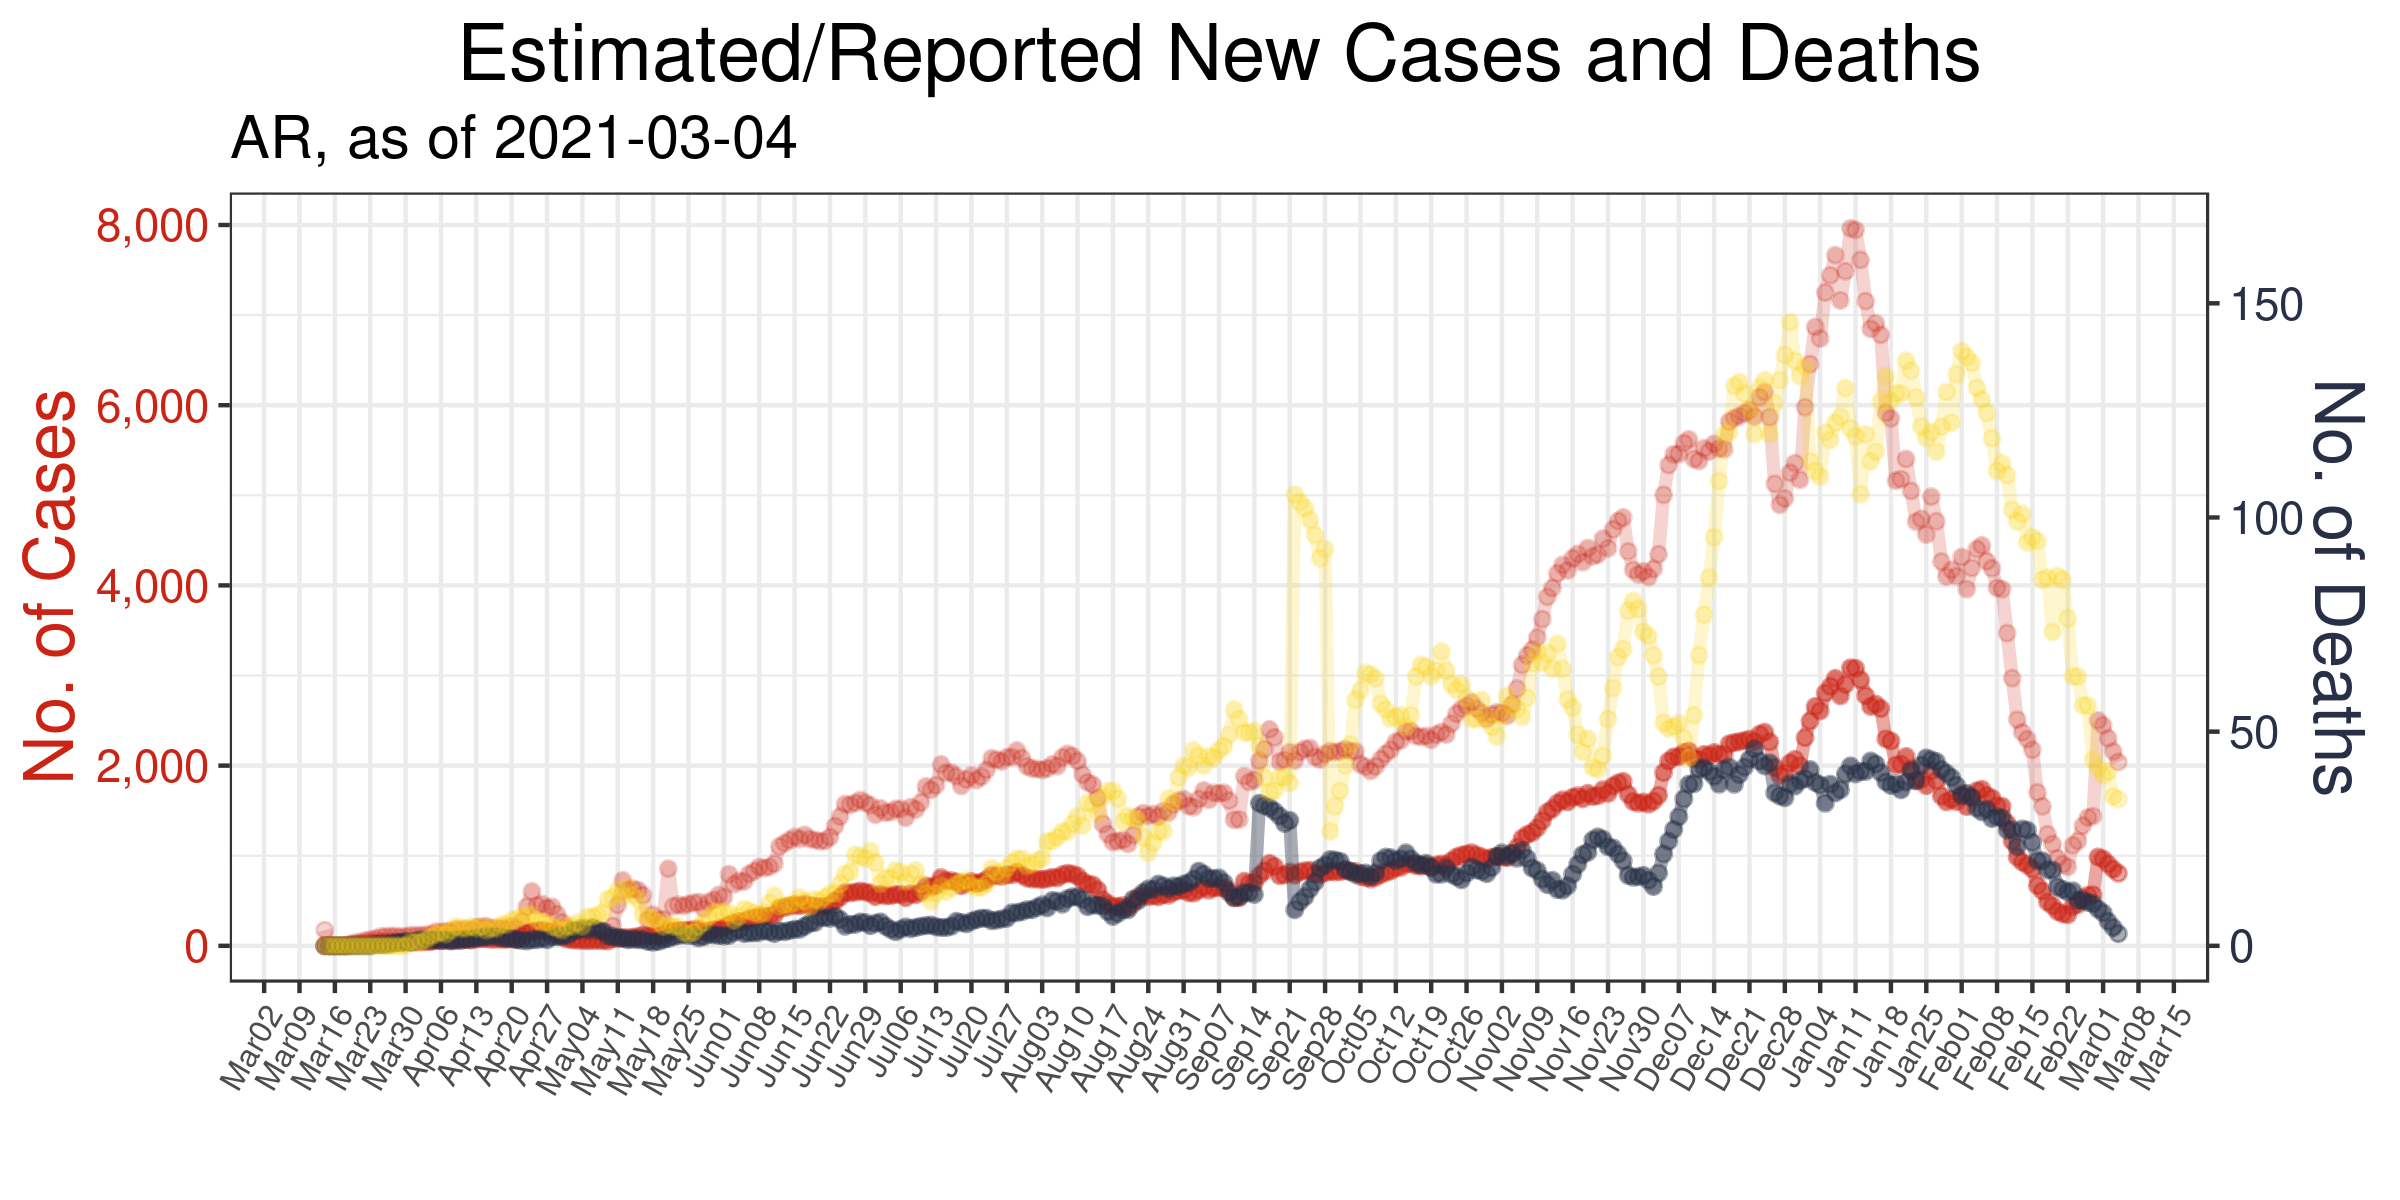 Estimated/Reported New Cases and Deaths
AR, as of 2021-03-04
No. of Cases
8,000
6,000
4,000
2,000
0
150
100
50
0
No. of Deaths
Mar02
Mar09
Mar16
Mar23
Mar30
Apr06
Apr13
Apr20
Apr27
May04
May11
May18
May25
Jun01
Jun08
Jun15
Jun22
Jun29
Jul06
Jul13
Jul20
Jul27
Aug03
Aug10
Aug17
Aug24
Aug31
Sep07
Sep14
Sep21
Sep28
Oct05
Oct12
Oct19
Oct26
Nov02
Nov09
Nov16
Nov23
Nov30
Dec07
Dec14
Dec21
Dec28
Dec04
Jan11
Jan18
Jan25
Feb01
Feb08
Feb15
Feb22
Mar01
Mar08
Mar15